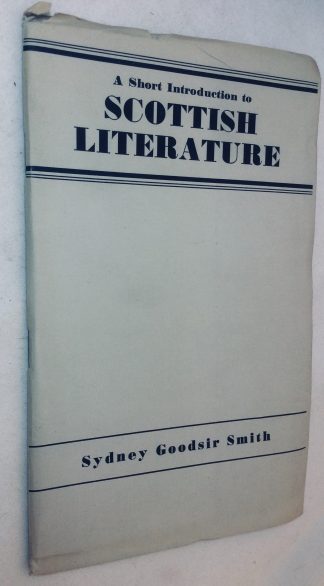 A Short Introduction to
SCOTTISH
LITERATURE
Sydney Goodsir Smith